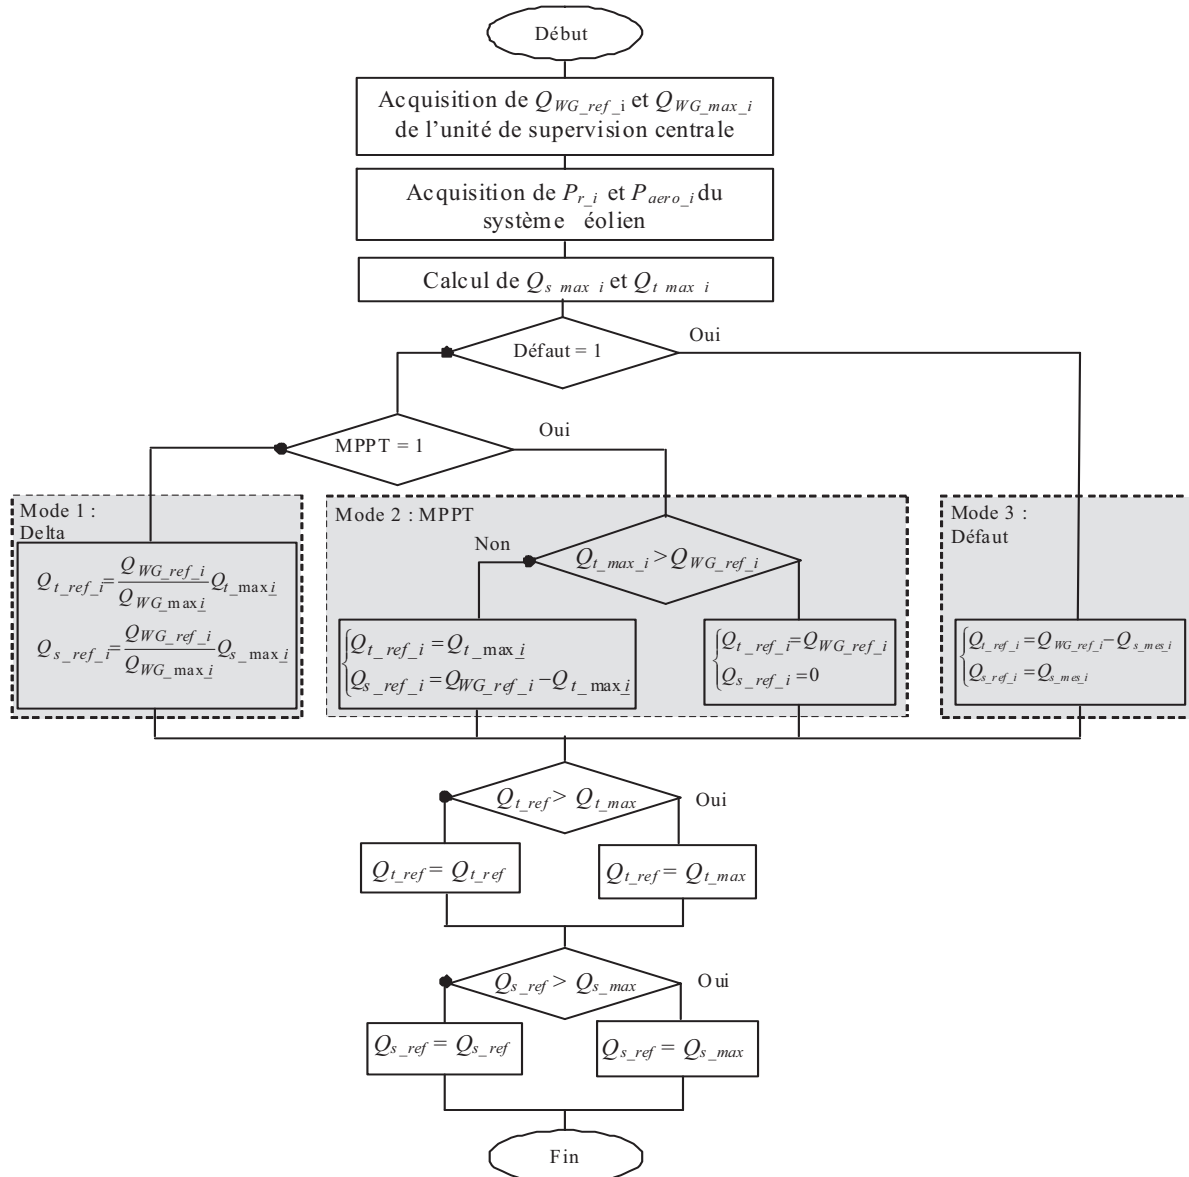 Début
Acquisition de Q_WG_ref_i et Q_WG_max_i
de l'unité de supervision centrale
Acquisition de P_r_i et P_aero_i du
système éolien
Calcul de Q_s max i et Q_t max i
Défaut = 1
Oui
MPPT = 1
Oui
Mode 1 :
Delta
Q_t_ref_i = Q_WG_ref_i / Q_WG_max_i Q_t_max_i
Q_s_ref_i = Q_WG_ref_i / Q_WG_max_i Q_s_max_i
Mode 2 : MPPT
Non
Q_t_max_i > Q_WG_ref_i
{Q_t_ref_i = Q_t_max_i
Q_s_ref_i = Q_WG_ref_i − Q_t_max_i
{Q_t_ref_i = Q_WG_ref_i
Q_s_ref_i = 0
Mode 3 :
Défaut
{Q_t_ref_i = Q_WG_ref_i − Q_s_mes_i
Q_s_ref_i = Q_s_mes_i
Q_t_ref > Q_t_max
Oui
Q_t_ref = Q_t_ref
Q_t_ref = Q_t_max
Q_s_ref > Q_s_max
Oui
Q_s_ref = Q_s_ref
Q_s_ref = Q_s_max
Fin